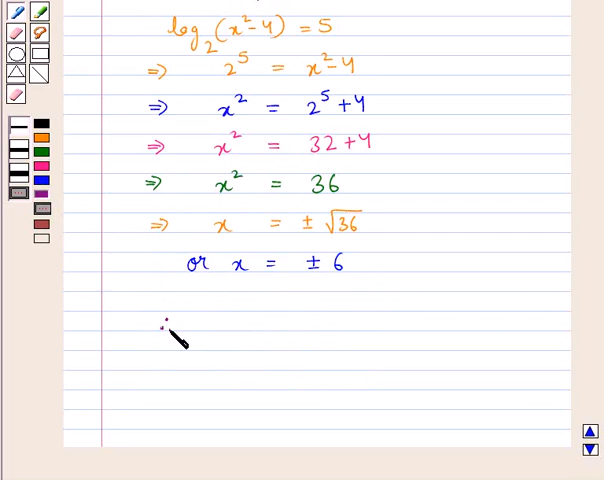 log₂(x²-4) = 5
⇒ 2⁵ = x²-4
⇒ x² = 2⁵+4
⇒ x² = 32+4
⇒ x² = 36
⇒ x = ± √36
or x = ± 6